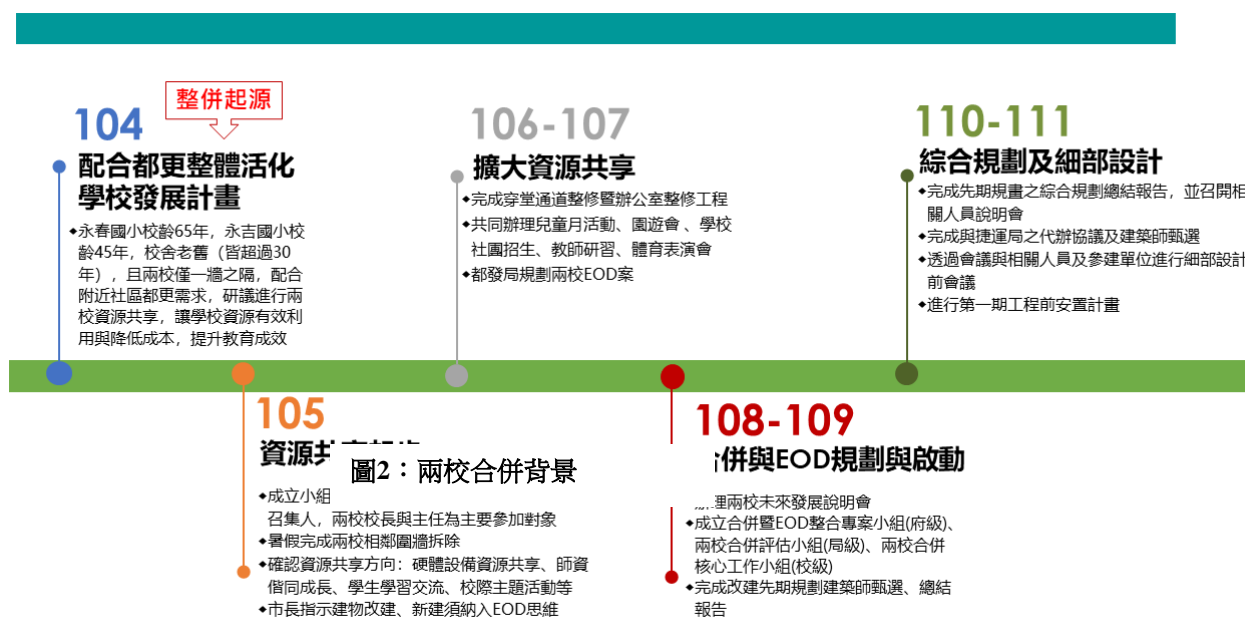 整併起源
104
配合都更整體活化
學校發展計畫
◆永春國小校齡65年，永吉國小校
齡45年，校舍老舊（皆超過30
年），且兩校僅一牆之隔，配合
附近社區都更需求，研議進行兩
校資源共享，讓學校資源有效利
用與降低成本，提升教育成效
106-107
擴大資源共享
◆完成穿堂通道整修暨辦公室整修工程
◆共同辦理兒童月活動、園遊會、學校
社團招生、教師研習、體育表演會
◆都發局規劃兩校EOD案
110-111
綜合規劃及細部設計
◆完成先期規畫之綜合規劃總結報告，並召開相
關人員說明會
◆完成與捷運局之代辦協議及建築師甄選
◆透過會議與相關人員及參建單位進行細部設計
前會議
◆進行第一期工程前安置計畫
105
資源共
◆成立小組
召集人，兩校校長與主任為主要參加對象
◆暑假完成兩校相鄰圍牆拆除
◆確認資源共享方向：硬體設備資源共享、師資
偕同成長、學生學習交流、校際主題活動等
◆市長指示建物改建、新建須納入EOD思維
圖2：兩校合併背景
108-109
併與EOD規劃與啟動
理兩校未來發展說明會
◆成立合併暨EOD整合專案小組(府級)、
兩校合併評估小組(局級)、兩校合併
核心工作小組(校級)
◆完成改建先期規劃建築師甄選、總結
報告